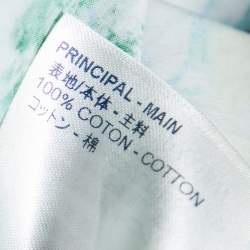 PRINCIPAL - MAIN
表地/本体 - 主料
100% COTON - COTTON
コットン - 棉